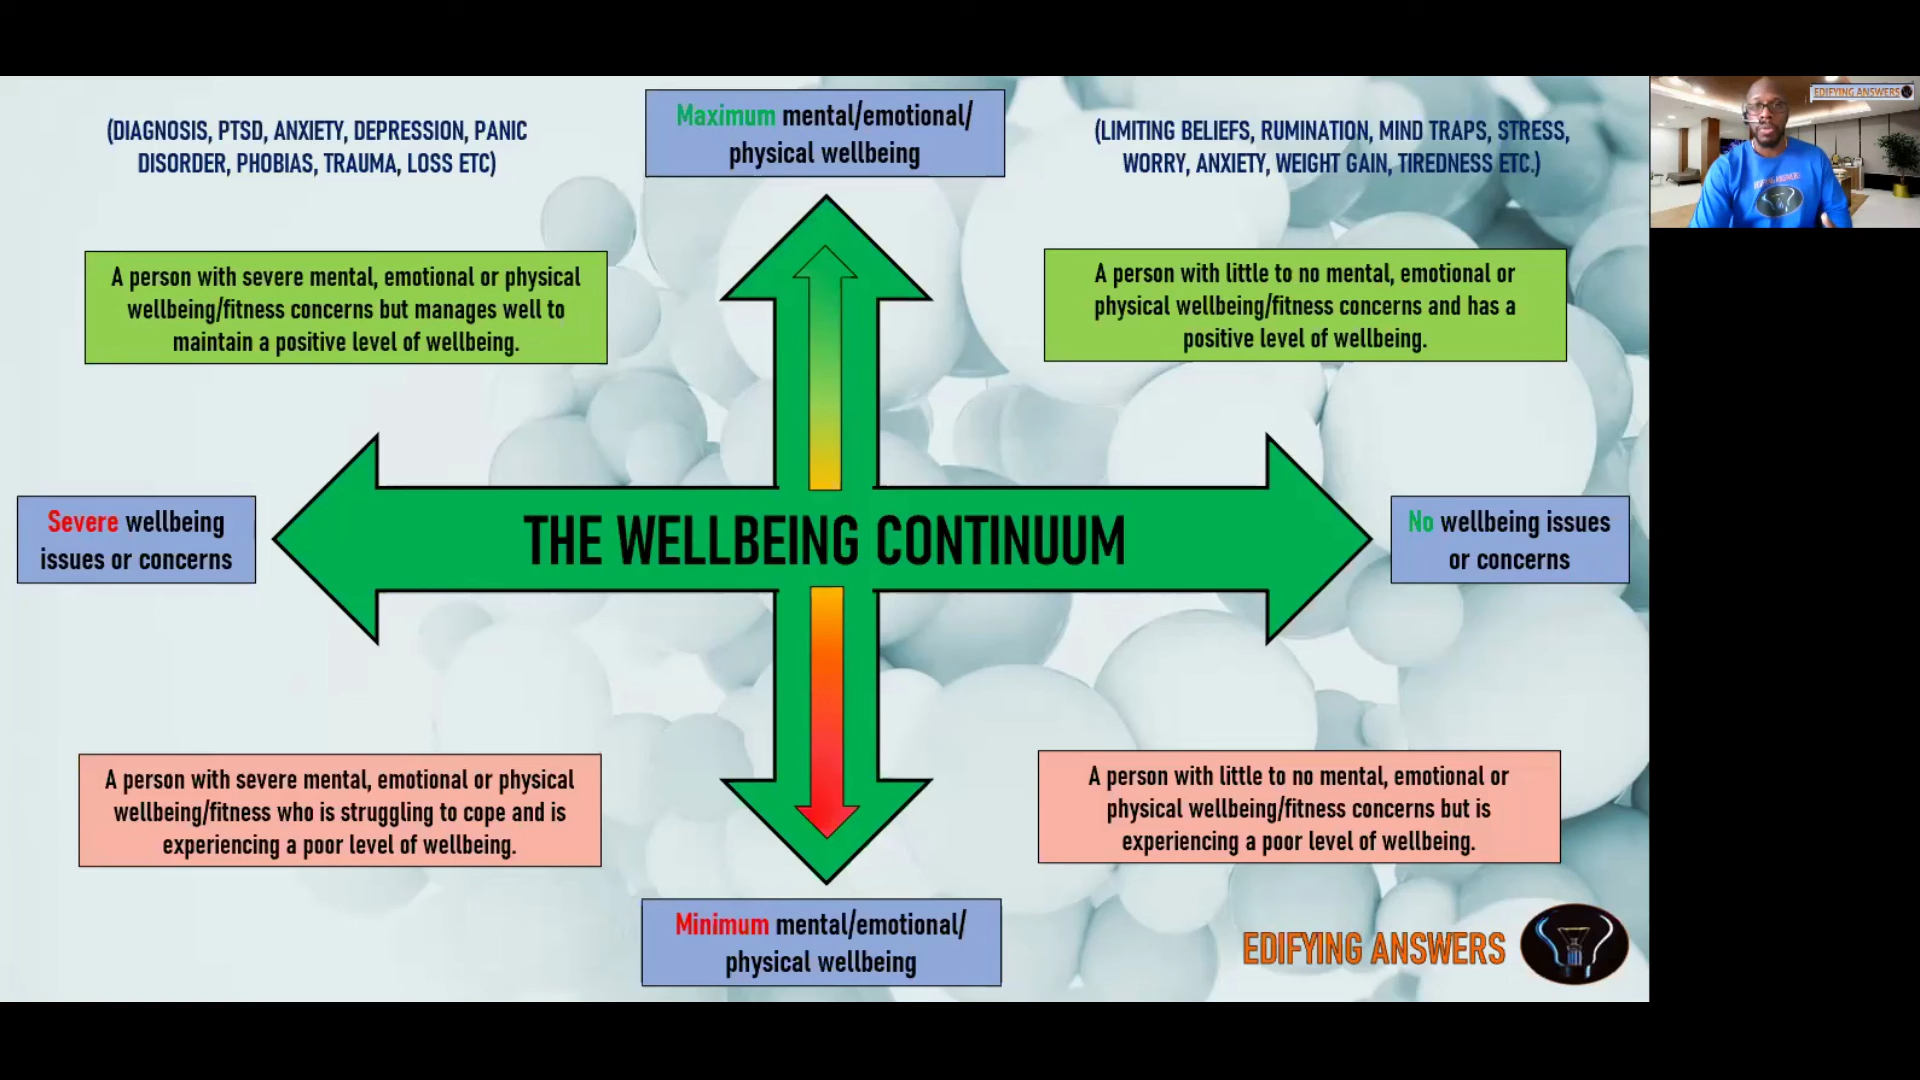 (DIAGNOSIS, PTSD, ANXIETY, DEPRESSION, PANIC
DISORDER, PHOBIAS, TRAUMA, LOSS ETC)
Maximum mental/emotional/
physical wellbeing
(LIMITING BELIEFS, RUMINATION, MIND TRAPS, STRESS,
WORRY, ANXIETY, WEIGHT GAIN, TIREDNESS ETC.)
EDIFYING ANSWERS
EDIFYING ANSWERS
A person with severe mental, emotional or physical
wellbeing/fitness concerns but manages well to
maintain a positive level of wellbeing.
A person with little to no mental, emotional or
physical wellbeing/fitness concerns and has a
positive level of wellbeing.
Severe wellbeing
issues or concerns
THE WELLBEING CONTINUUM
No wellbeing issues
or concerns
A person with severe mental, emotional or physical
wellbeing/fitness who is struggling to cope and is
experiencing a poor level of wellbeing.
A person with little to no mental, emotional or
physical wellbeing/fitness concerns but is
experiencing a poor level of wellbeing.
Minimum mental/emotional/
physical wellbeing
EDIFYING ANSWERS